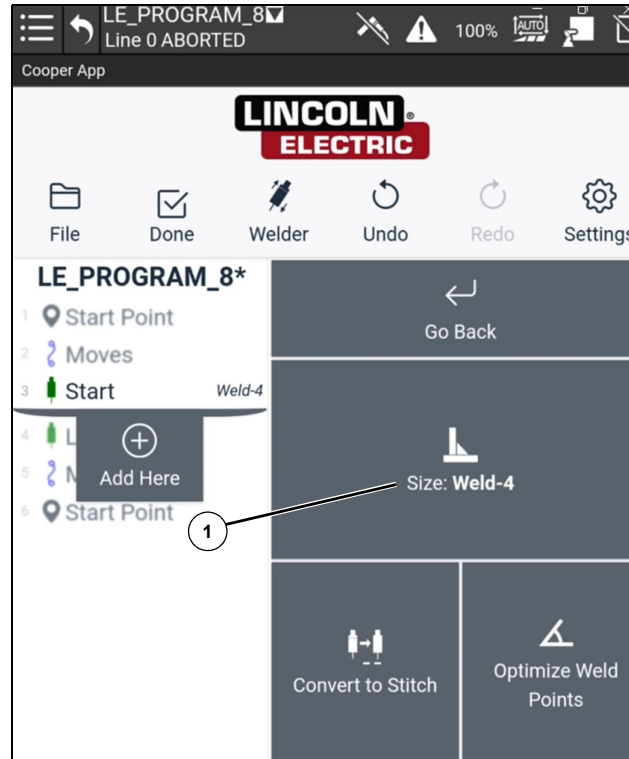 LE_PROGRAM_8
Line 0 ABORTED
100%
AUTO
Cooper App
LINCOLN
ELECTRIC
File
Done
Welder
Undo
Redo
Settings
LE_PROGRAM_8*
1 Start Point
2 Moves
3 Start Weld-4
4 L
5 M
Add Here
6 Start Point
Go Back
Size: Weld-4
1
Convert to Stitch
Optimize Weld
Points